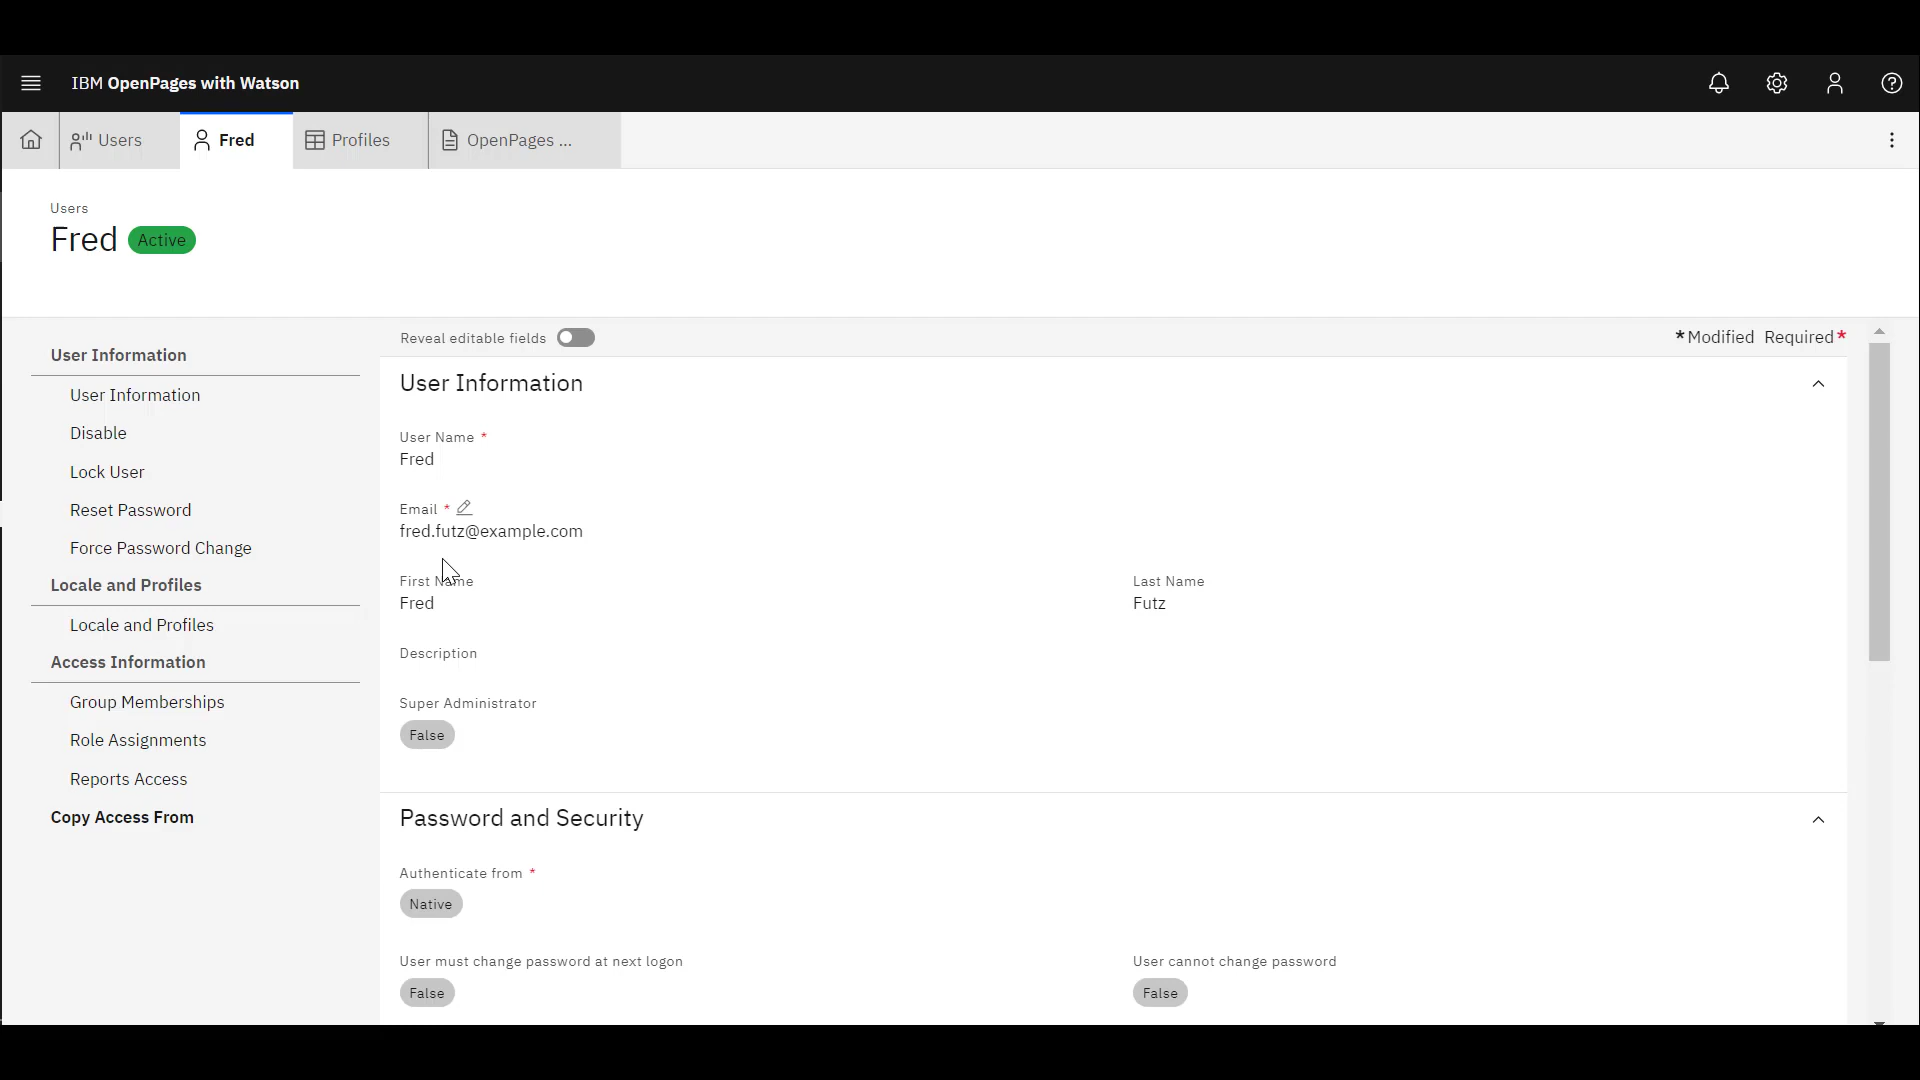 IBM OpenPages with Watson
Users
Fred
Profiles
OpenPages ...
Users
Fred Active
User Information
User Information
Disable
Lock User
Reset Password
Force Password Change
Locale and Profiles
Locale and Profiles
Access Information
Group Memberships
Role Assignments
Reports Access
Copy Access From
Reveal editable fields
*Modified Required*
User Information
User Name *
Fred
Email *
fred.futz@example.com
First Name
Fred
Last Name
Futz
Description
Super Administrator
False
Password and Security
Authenticate from *
Native
User must change password at next logon
False
User cannot change password
False